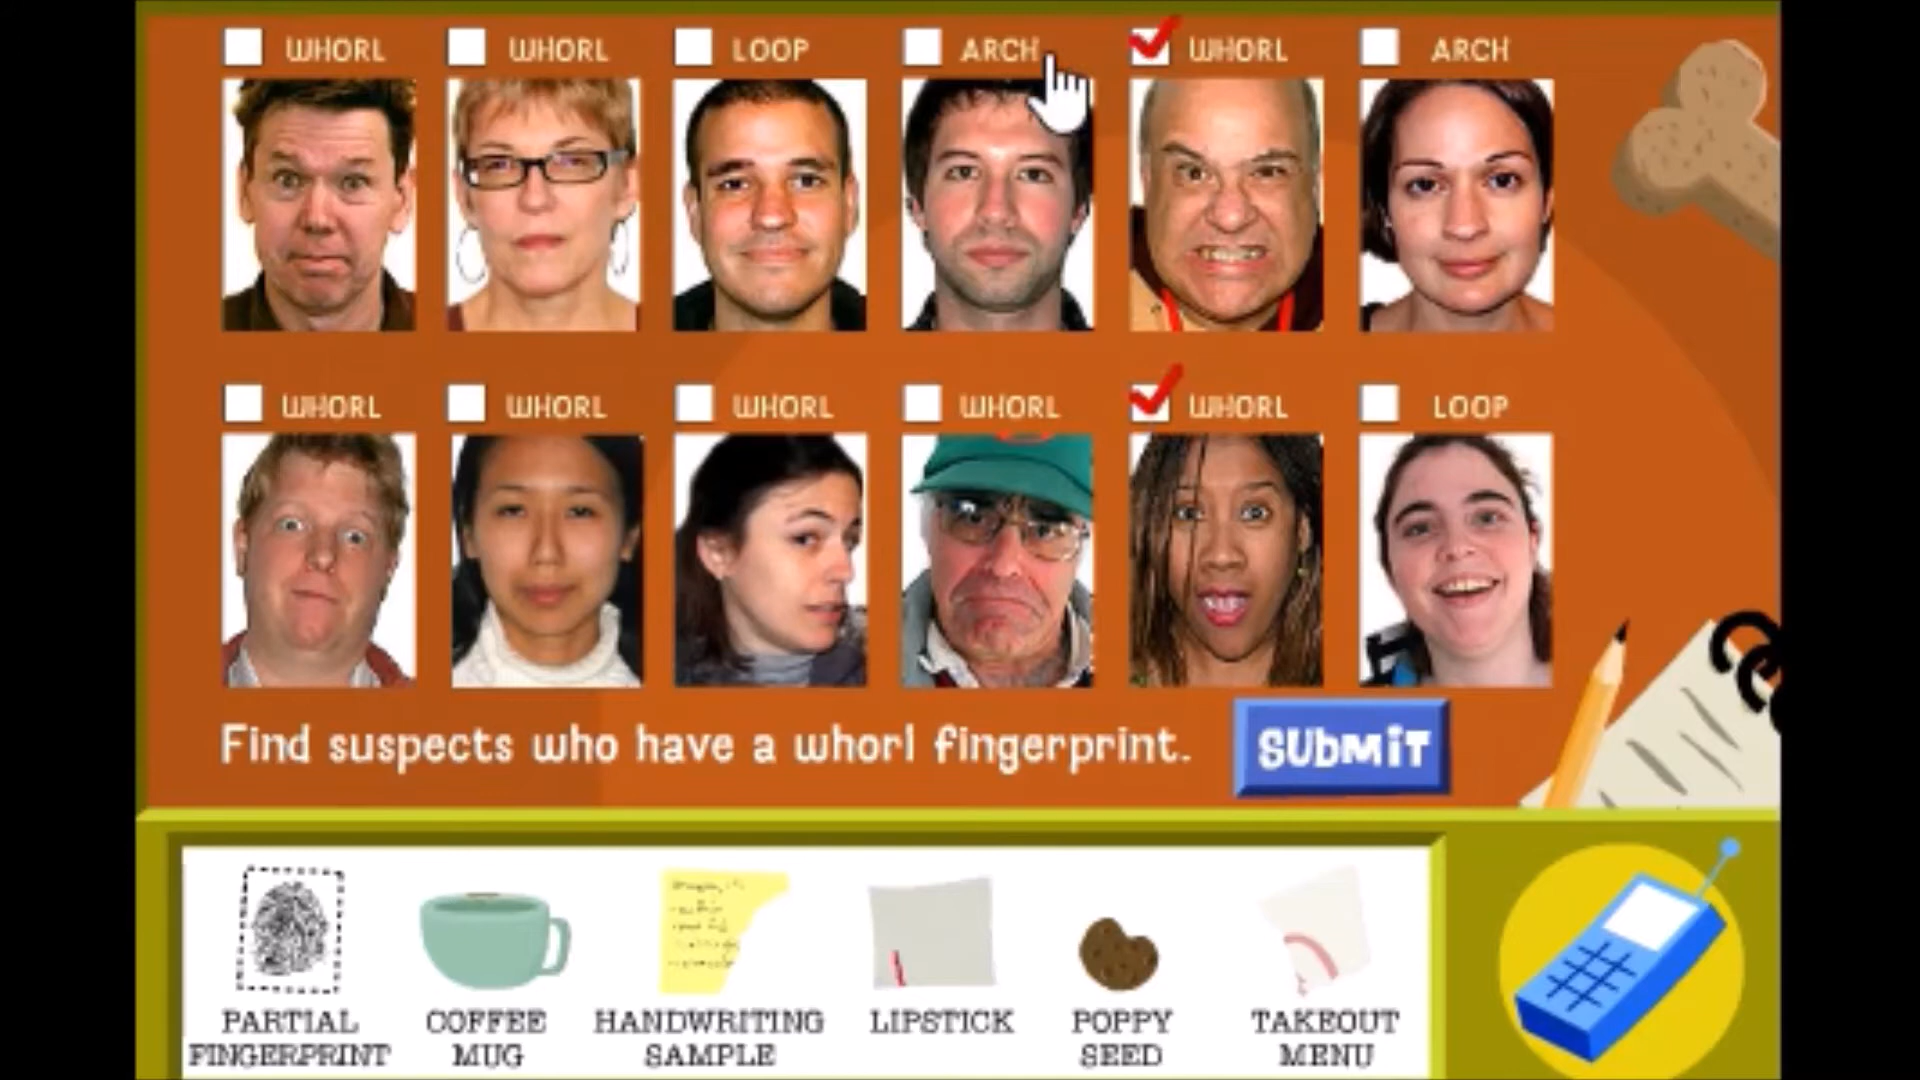 WHORL WHORL LOOP ARCH WHORL ARCH
WHORL WHORL WHORL WHORL WHORL LOOP
Find suspects who have a whorl fingerprint.
SUBMIT
PARTIAL FINGERPRINT
COFFEE MUG
HANDWRITING SAMPLE
LIPSTICK
POPPY SEED
TAKEOUT MENU